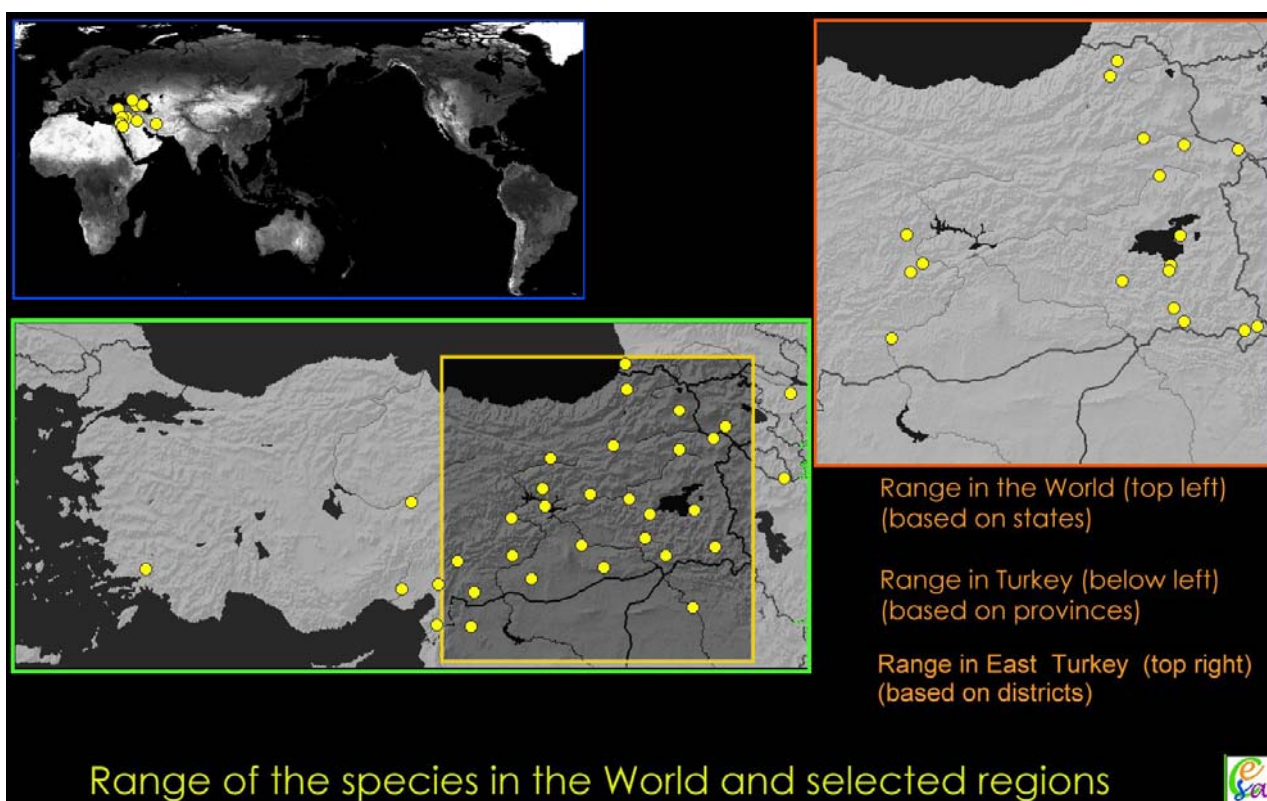 Range in the World (top left)
(based on states)
Range in Turkey (below left)
(based on provinces)
Range in East Turkey (top right)
(based on districts)
Range of the species in the World and selected regions